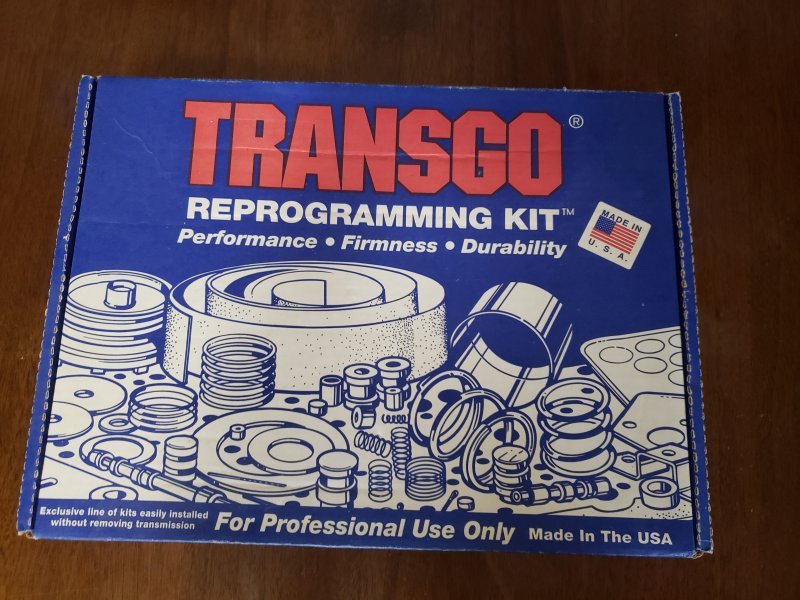 TRANSGO®
REPROGRAMMING KIT™
Performance • Firmness • Durability
MADE IN
U. S. A.
Exclusive line of kits easily installed
without removing transmission
For Professional Use Only
Made In The USA